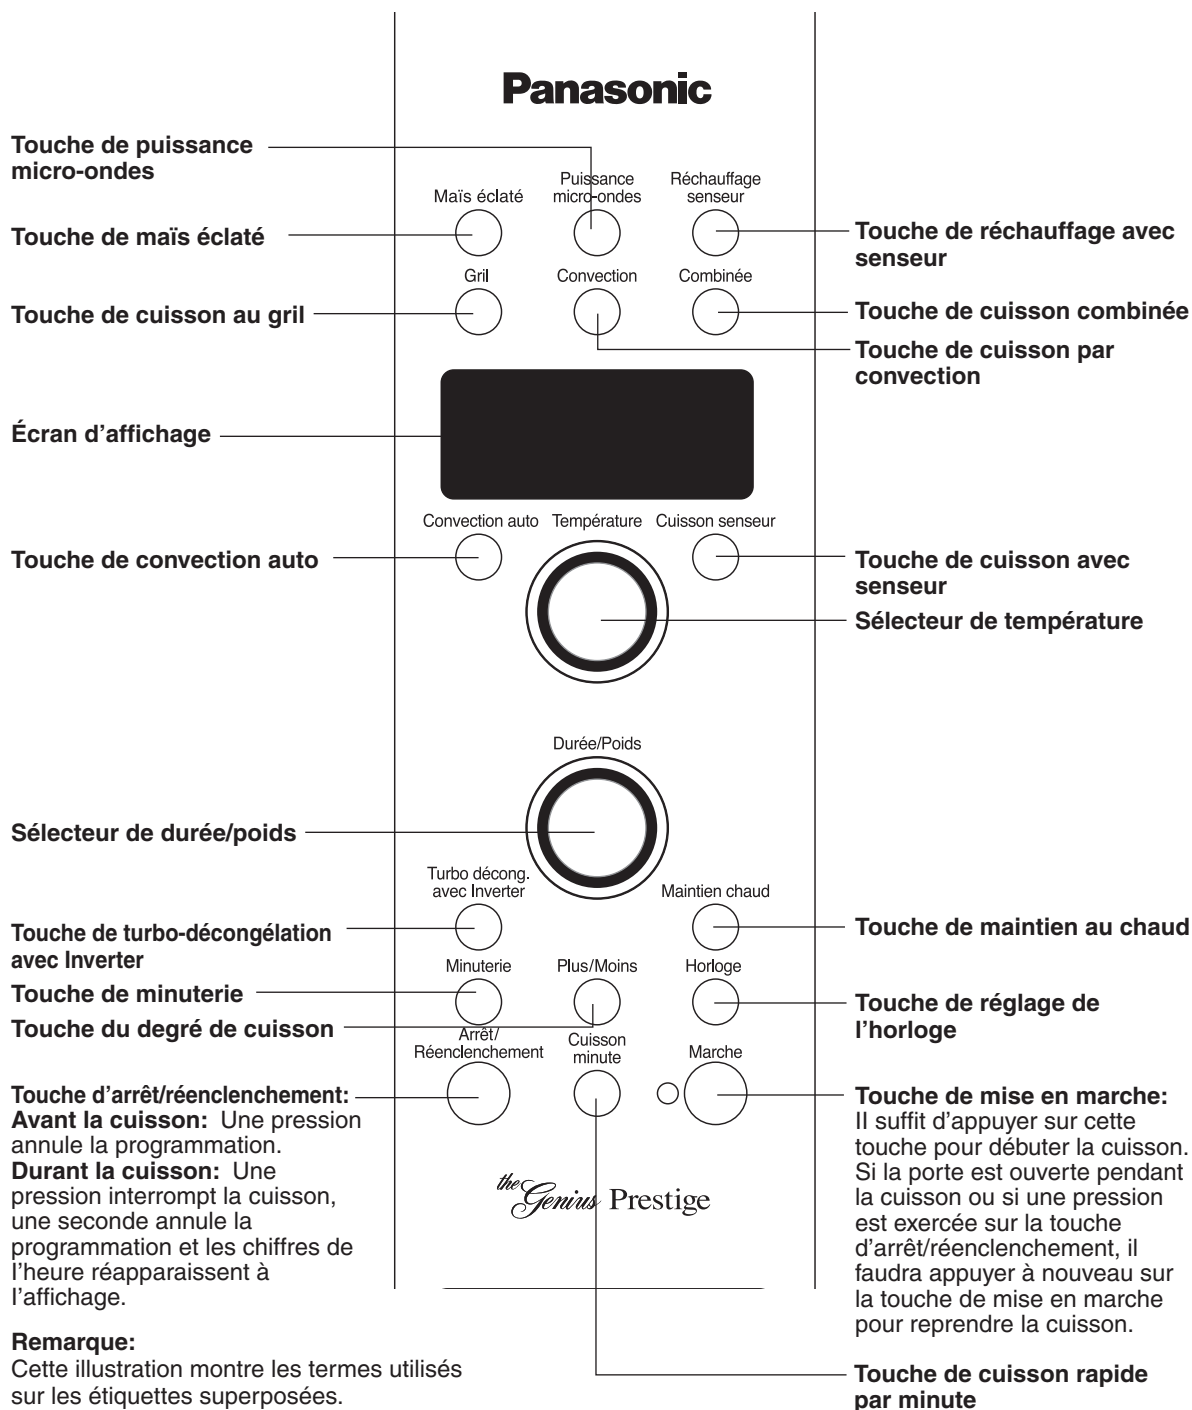 Panasonic
Touche de puissance
micro-ondes
Touche de maïs éclaté
Touche de cuisson au gril
Écran d'affichage
Touche de convection auto
Sélecteur de durée/poids
Touche de turbo-décongélation
avec Inverter
Touche de minuterie
Touche du degré de cuisson
Touche d'arrêt/réenclenchement:
Avant la cuisson: Une pression
annule la programmation.
Durant la cuisson: Une
pression interrompt la cuisson,
une seconde annule la
programmation et les chiffres de
l'heure réapparaissent à
l'affichage.
Remarque:
Cette illustration montre les termes utilisés
sur les étiquettes superposées.
Maïs éclaté
Puissance
micro-ondes
Réchauffage
senseur
Gril
Convection
Combinée
Convection auto
Température
Cuisson senseur
Durée/Poids
Turbo décong.
avec Inverter
Maintien chaud
Minuterie
Plus/Moins
Horloge
Arrêt/
Réenclenchement
Cuisson
minute
Marche
the Genius Prestige
Touche de réchauffage avec
senseur
Touche de cuisson combinée
Touche de cuisson par
convection
Touche de cuisson avec
senseur
Sélecteur de température
Touche de maintien au chaud
Touche de réglage de
l'horloge
Touche de mise en marche:
Il suffit d'appuyer sur cette
touche pour débuter la cuisson.
Si la porte est ouverte pendant
la cuisson ou si une pression
est exercée sur la touche
d'arrêt/réenclenchement, il
faudra appuyer à nouveau sur
la touche de mise en marche
pour reprendre la cuisson.
Touche de cuisson rapide
par minute